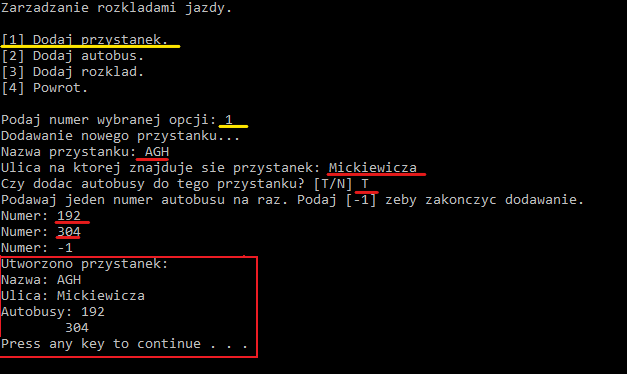 Zarzadzanie rozkladami jazdy.
[1] Dodaj przystanek.
[2] Dodaj autobus.
[3] Dodaj rozklad.
[4] Powrot.
Podaj numer wybranej opcji: 1
Dodawanie nowego przystanku...
Nazwa przystanku: AGH
Ulica na ktorej znajduje sie przystanek: Mickiewicza
Czy dodac autobusy do tego przystanku? [T/N] T
Podawaj jeden numer autobusu na raz. Podaj [-1] zeby zakonczyc dodawanie.
Numer: 192
Numer: 304
Numer: -1
Utworzono przystanek:
Nazwa: AGH
Ulica: Mickiewicza
Autobusy: 192
304
Press any key to continue . . .